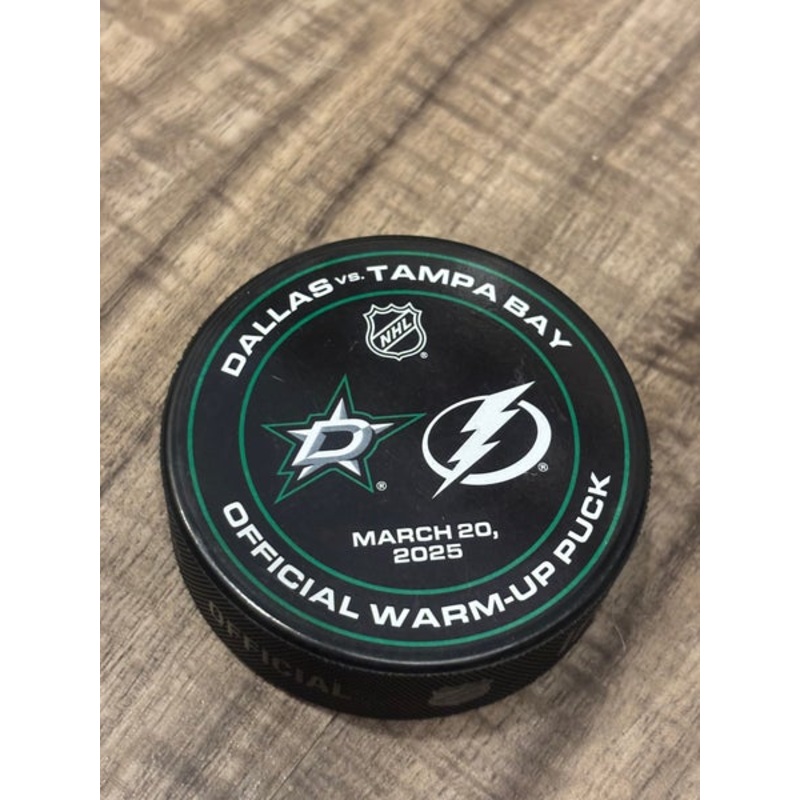 DALLAS VS. TAMPA BAY
NHL
D
MARCH 20,
2025
OFFICIAL WARM-UP PUCK
OFFICIAL